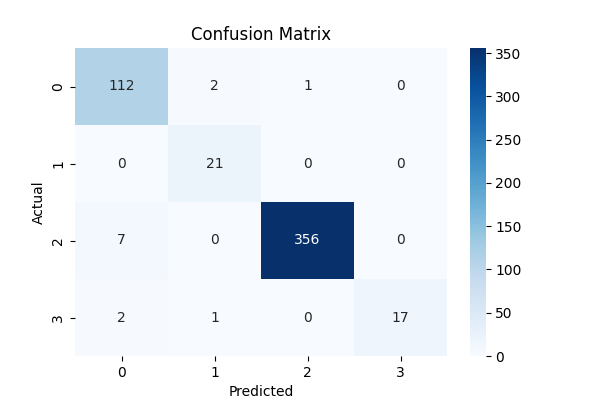 Confusion Matrix
Actual
0 112 2 1 0
1 0 21 0 0
2 7 0 356 0
3 2 1 0 17
0 1 2 3
Predicted
350
300
250
200
150
100
50
0